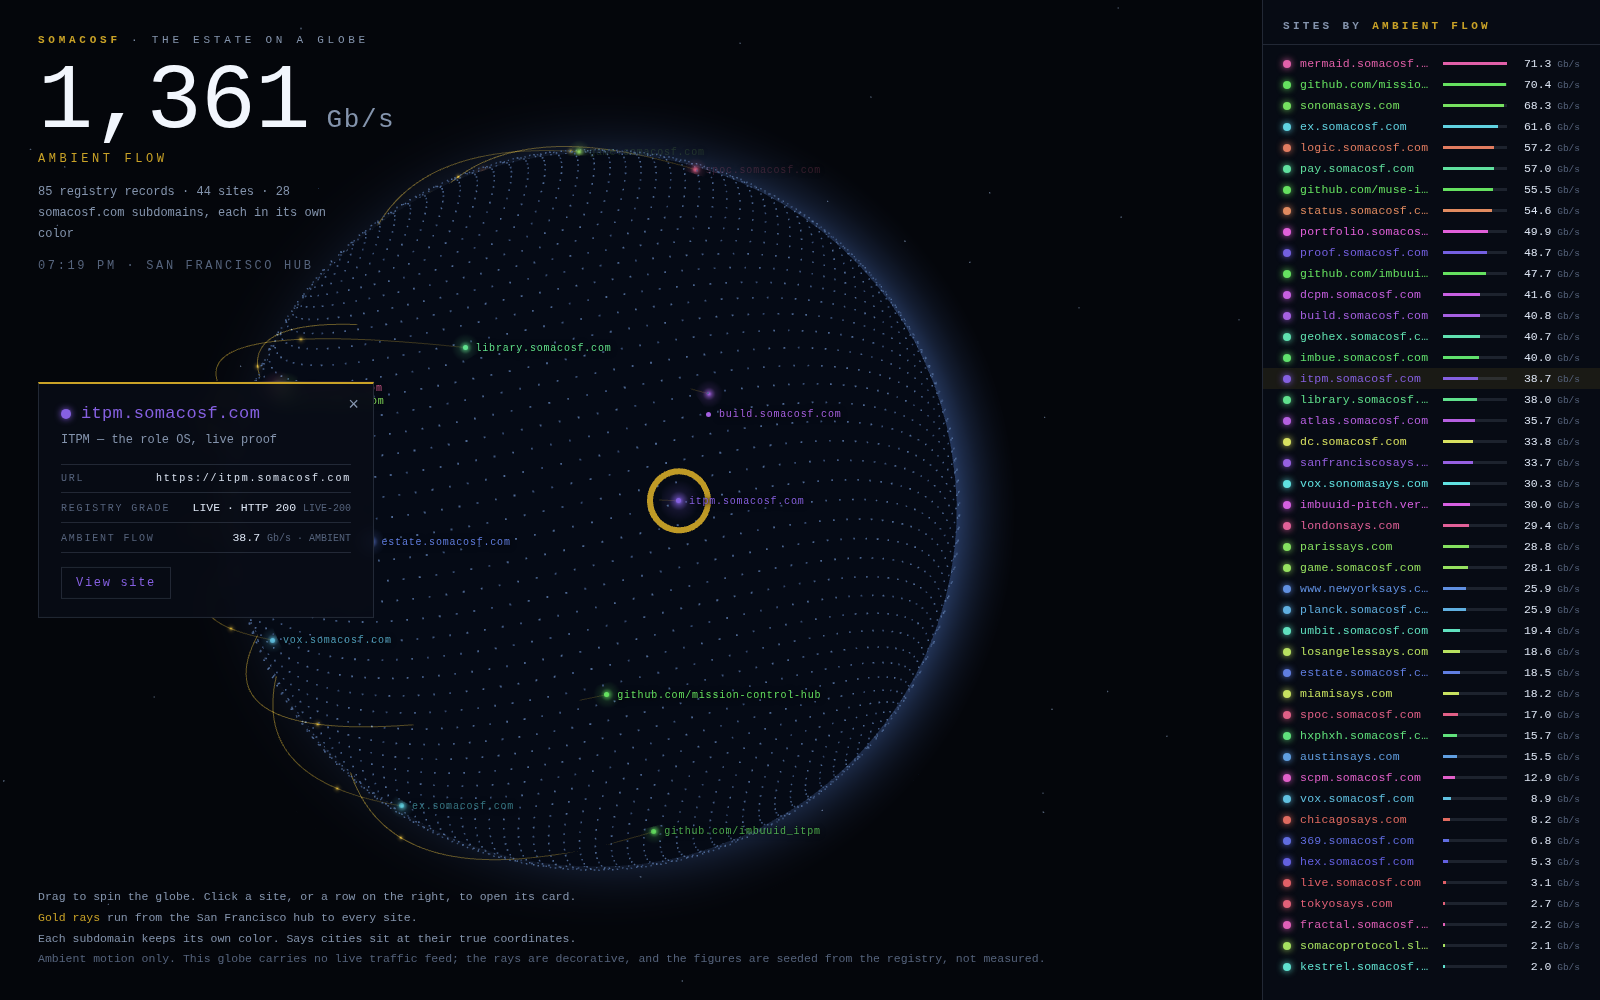 SOMACOSF · THE ESTATE ON A GLOBE
1,361 Gb/s
AMBIENT FLOW
85 registry records · 44 sites · 28
somacosf.com subdomains, each in its own
color
07:19 PM · SAN FRANCISCO HUB
library.somacosf.com
build.somacosf.com
itpm.somacosf.com
estate.somacosf.com
vox.somacosf.com
github.com/mission-control-hub
ex.somacosf.com
github.com/imbuuid_itpm
spoc.somacosf.com
om
om
×
itpm.somacosf.com
ITPM — the role OS, live proof
URL https://itpm.somacosf.com
REGISTRY GRADE LIVE · HTTP 200 LIVE-200
AMBIENT FLOW 38.7 Gb/s · AMBIENT
View site
Drag to spin the globe. Click a site, or a row on the right, to open its card.
Gold rays run from the San Francisco hub to every site.
Each subdomain keeps its own color. Says cities sit at their true coordinates.
Ambient motion only. This globe carries no live traffic feed; the rays are decorative, and the figures are seeded from the registry, not measured.
SITES BY AMBIENT FLOW
mermaid.somacosf.… 71.3 Gb/s
github.com/missio… 70.4 Gb/s
sonomasays.com 68.3 Gb/s
ex.somacosf.com 61.6 Gb/s
logic.somacosf.com 57.2 Gb/s
pay.somacosf.com 57.0 Gb/s
github.com/muse-i… 55.5 Gb/s
status.somacosf.c… 54.6 Gb/s
portfolio.somacos… 49.9 Gb/s
proof.somacosf.com 48.7 Gb/s
github.com/imbuui… 47.7 Gb/s
dcpm.somacosf.com 41.6 Gb/s
build.somacosf.com 40.8 Gb/s
geohex.somacosf.c… 40.7 Gb/s
imbue.somacosf.com 40.0 Gb/s
itpm.somacosf.com 38.7 Gb/s
library.somacosf.… 38.0 Gb/s
atlas.somacosf.com 35.7 Gb/s
dc.somacosf.com 33.8 Gb/s
sanfranciscosays.… 33.7 Gb/s
vox.sonomasays.com 30.3 Gb/s
imbuuid-pitch.ver… 30.0 Gb/s
londonsays.com 29.4 Gb/s
parissays.com 28.8 Gb/s
game.somacosf.com 28.1 Gb/s
www.newyorksays.c… 25.9 Gb/s
planck.somacosf.c… 25.9 Gb/s
umbit.somacosf.com 19.4 Gb/s
losangelessays.com 18.6 Gb/s
estate.somacosf.c… 18.5 Gb/s
miamisays.com 18.2 Gb/s
spoc.somacosf.com 17.0 Gb/s
hxphxh.somacosf.c… 15.7 Gb/s
austinsays.com 15.5 Gb/s
scpm.somacosf.com 12.9 Gb/s
vox.somacosf.com 8.9 Gb/s
chicagosays.com 8.2 Gb/s
369.somacosf.com 6.8 Gb/s
hex.somacosf.com 5.3 Gb/s
live.somacosf.com 3.1 Gb/s
tokyosays.com 2.7 Gb/s
fractal.somacosf.… 2.2 Gb/s
somacoprotocol.sl… 2.1 Gb/s
kestrel.somacosf.… 2.0 Gb/s